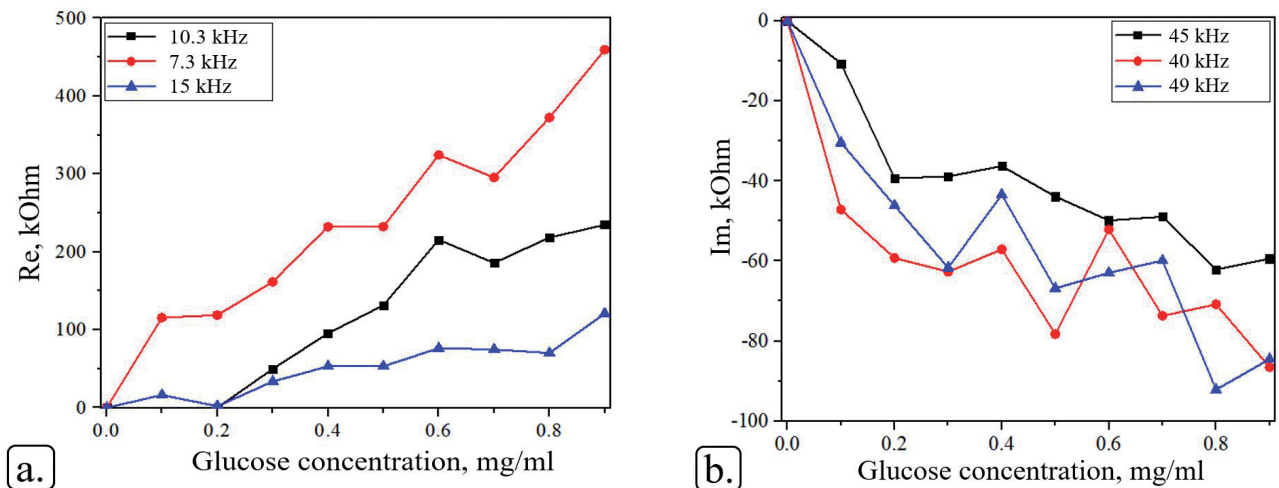 500
400
300
200
100
0
Re, kOhm
10.3 kHz
7.3 kHz
15 kHz
0.0 0.2 0.4 0.6 0.8
Glucose concentration, mg/ml
a.
0
-20
-40
-60
-80
-100
Im, kOhm
45 kHz
40 kHz
49 kHz
0.0 0.2 0.4 0.6 0.8
Glucose concentration, mg/ml
b.